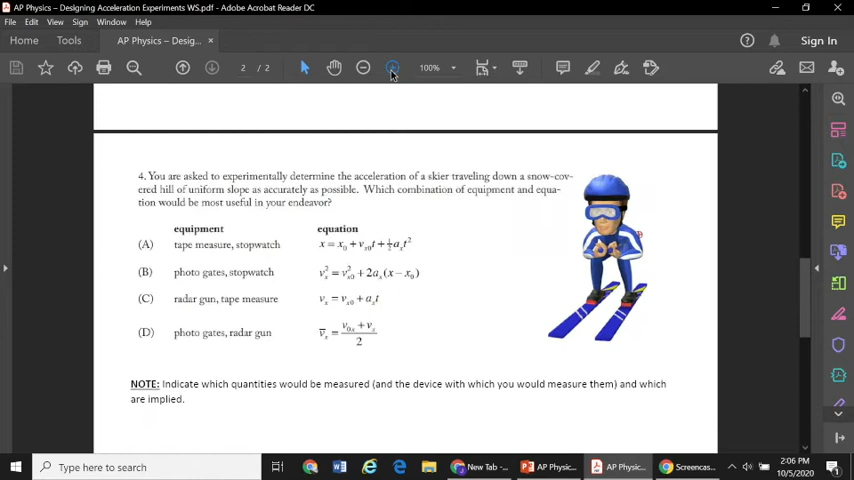 AP Physics - Designing Acceleration Experiments WS.pdf - Adobe Acrobat Reader DC
File Edit View Sign Window Help
Home Tools AP Physics – Desig... × Sign In
2 / 2 100%
4. You are asked to experimentally determine the acceleration of a skier traveling down a snow-cov-
ered hill of uniform slope as accurately as possible. Which combination of equipment and equa-
tion would be most useful in your endeavor?
equipment equation
(A) tape measure, stopwatch x = x₀ + vₓ₀t + ½aₓt²
(B) photo gates, stopwatch vₓ² = vₓ₀² + 2aₓ(x − x₀)
(C) radar gun, tape measure vₓ = vₓ₀ + aₓt
(D) photo gates, radar gun v̄ₓ = (v₀ₓ + vₓ)/2
NOTE: Indicate which quantities would be measured (and the device with which you would measure them) and which
are implied.
Type here to search New Tab -... AP Physic... AP Physic... Screencas... 2:06 PM
10/5/2020